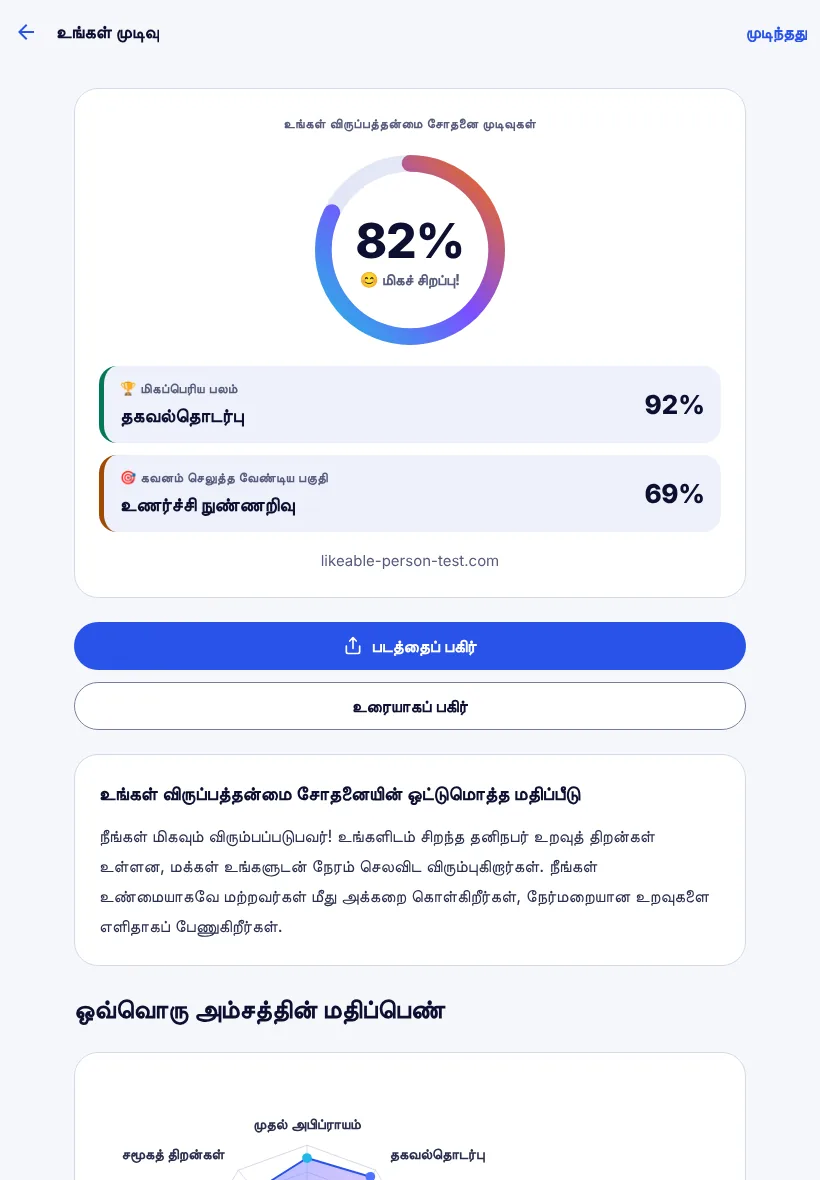 உங்கள் முடிவு
முடிந்தது
உங்கள் விருப்பத்தன்மை சோதனை முடிவுகள்
82%
😊 மிகச் சிறப்பு!
🏆 மிகப்பெரிய பலம்
தகவல்தொடர்பு
92%
🎯 கவனம் செலுத்த வேண்டிய பகுதி
உணர்ச்சி நுண்ணறிவு
69%
likeable-person-test.com
படத்தைப் பகிர்
உரையாகப் பகிர்
உங்கள் விருப்பத்தன்மை சோதனையின் ஒட்டுமொத்த மதிப்பீடு
நீங்கள் மிகவும் விரும்பப்படுபவர்! உங்களிடம் சிறந்த தனிநபர் உறவுத் திறன்கள்
உள்ளன, மக்கள் உங்களுடன் நேரம் செலவிட விரும்புகிறார்கள். நீங்கள்
உண்மையாகவே மற்றவர்கள் மீது அக்கறை கொள்கிறீர்கள், நேர்மறையான உறவுகளை
எளிதாகப் பேணுகிறீர்கள்.
ஒவ்வொரு அம்சத்தின் மதிப்பெண்
முதல் அபிப்ராயம்
சமூகத் திறன்கள்
தகவல்தொடர்பு